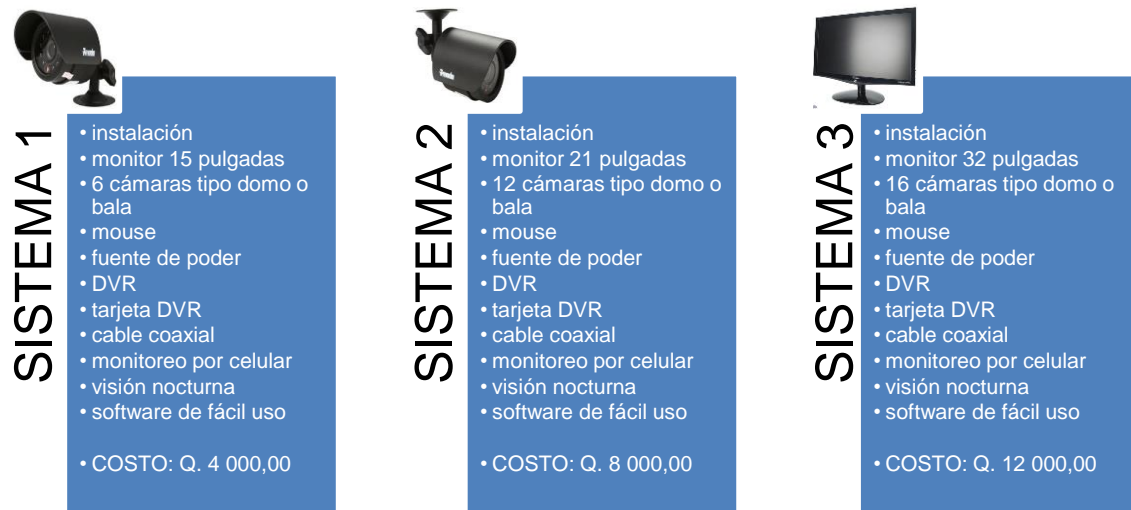 SISTEMA 1
• instalación
• monitor 15 pulgadas
• 6 cámaras tipo domo o
bala
• mouse
• fuente de poder
• DVR
• tarjeta DVR
• cable coaxial
• monitoreo por celular
• visión nocturna
• software de fácil uso
• COSTO: Q. 4 000,00
SISTEMA 2
• instalación
• monitor 21 pulgadas
• 12 cámaras tipo domo o
bala
• mouse
• fuente de poder
• DVR
• tarjeta DVR
• cable coaxial
• monitoreo por celular
• visión nocturna
• software de fácil uso
• COSTO: Q. 8 000,00
SISTEMA 3
• instalación
• monitor 32 pulgadas
• 16 cámaras tipo domo o
bala
• mouse
• fuente de poder
• DVR
• tarjeta DVR
• cable coaxial
• monitoreo por celular
• visión nocturna
• software de fácil uso
• COSTO: Q. 12 000,00